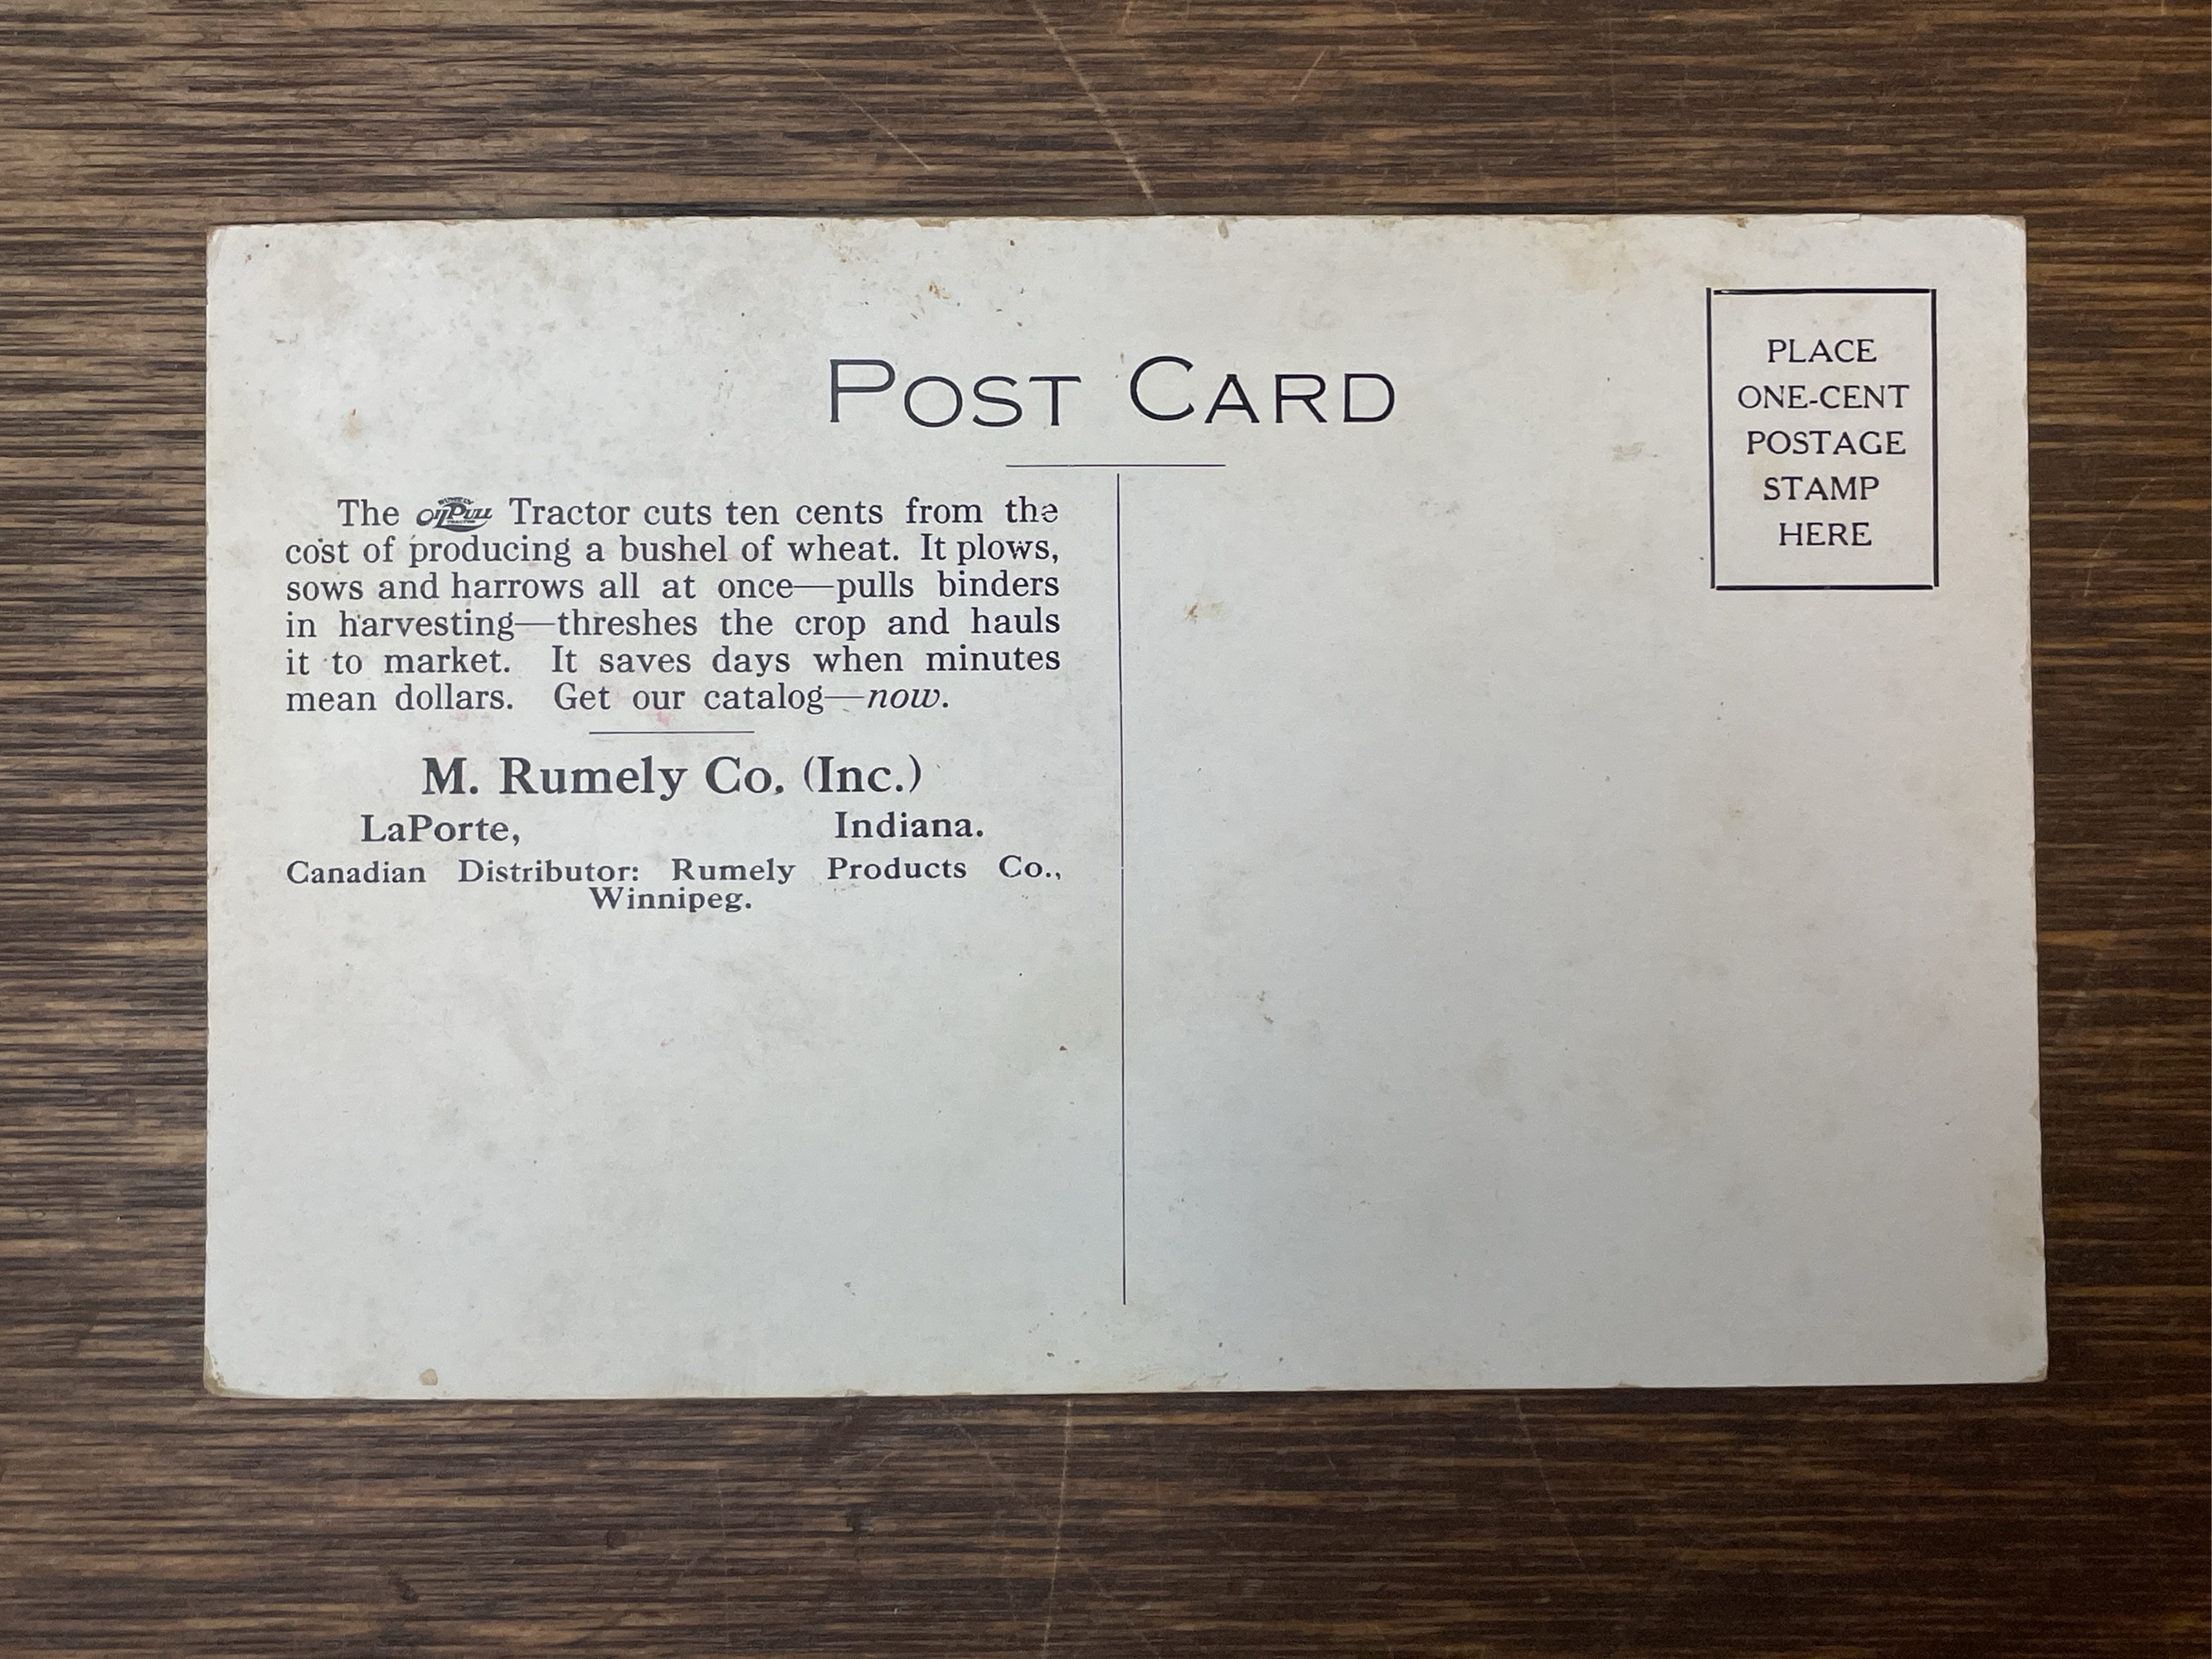 POST CARD
PLACE
ONE-CENT
POSTAGE
STAMP
HERE
The OilPull Tractor cuts ten cents from the
cost of producing a bushel of wheat. It plows,
sows and harrows all at once—pulls binders
in harvesting—threshes the crop and hauls
it to market. It saves days when minutes
mean dollars. Get our catalog—now.
M. Rumely Co. (Inc.)
LaPorte, Indiana.
Canadian Distributor: Rumely Products Co.,
Winnipeg.